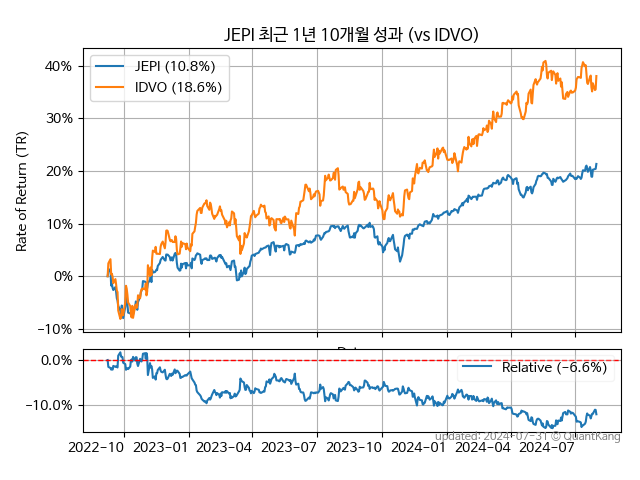 JEPI 최근 1년 10개월 성과 (vs IDVO)
JEPI (10.8%)
IDVO (18.6%)
Rate of Return (TR)
40%
30%
20%
10%
0%
−10%
0.0%
−10.0%
Relative (−6.6%)
2022−10 2023−01 2023−04 2023−07 2023−10 2024−01 2024−04 2024−07
updated: 2024-07-31 © QuantKang